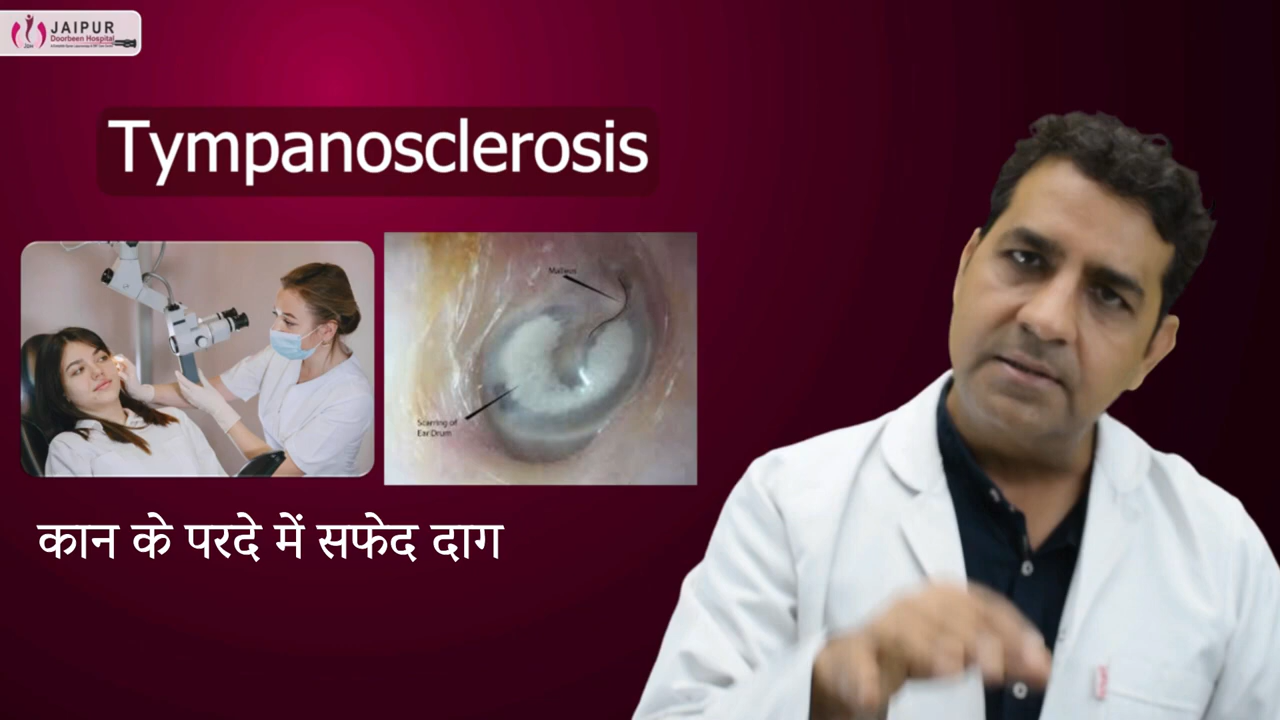 JAIPUR
Doorbeen Hospital
Tympanosclerosis
Malleus
Scarring of
Ear Drum
कान के परदे में सफेद दाग